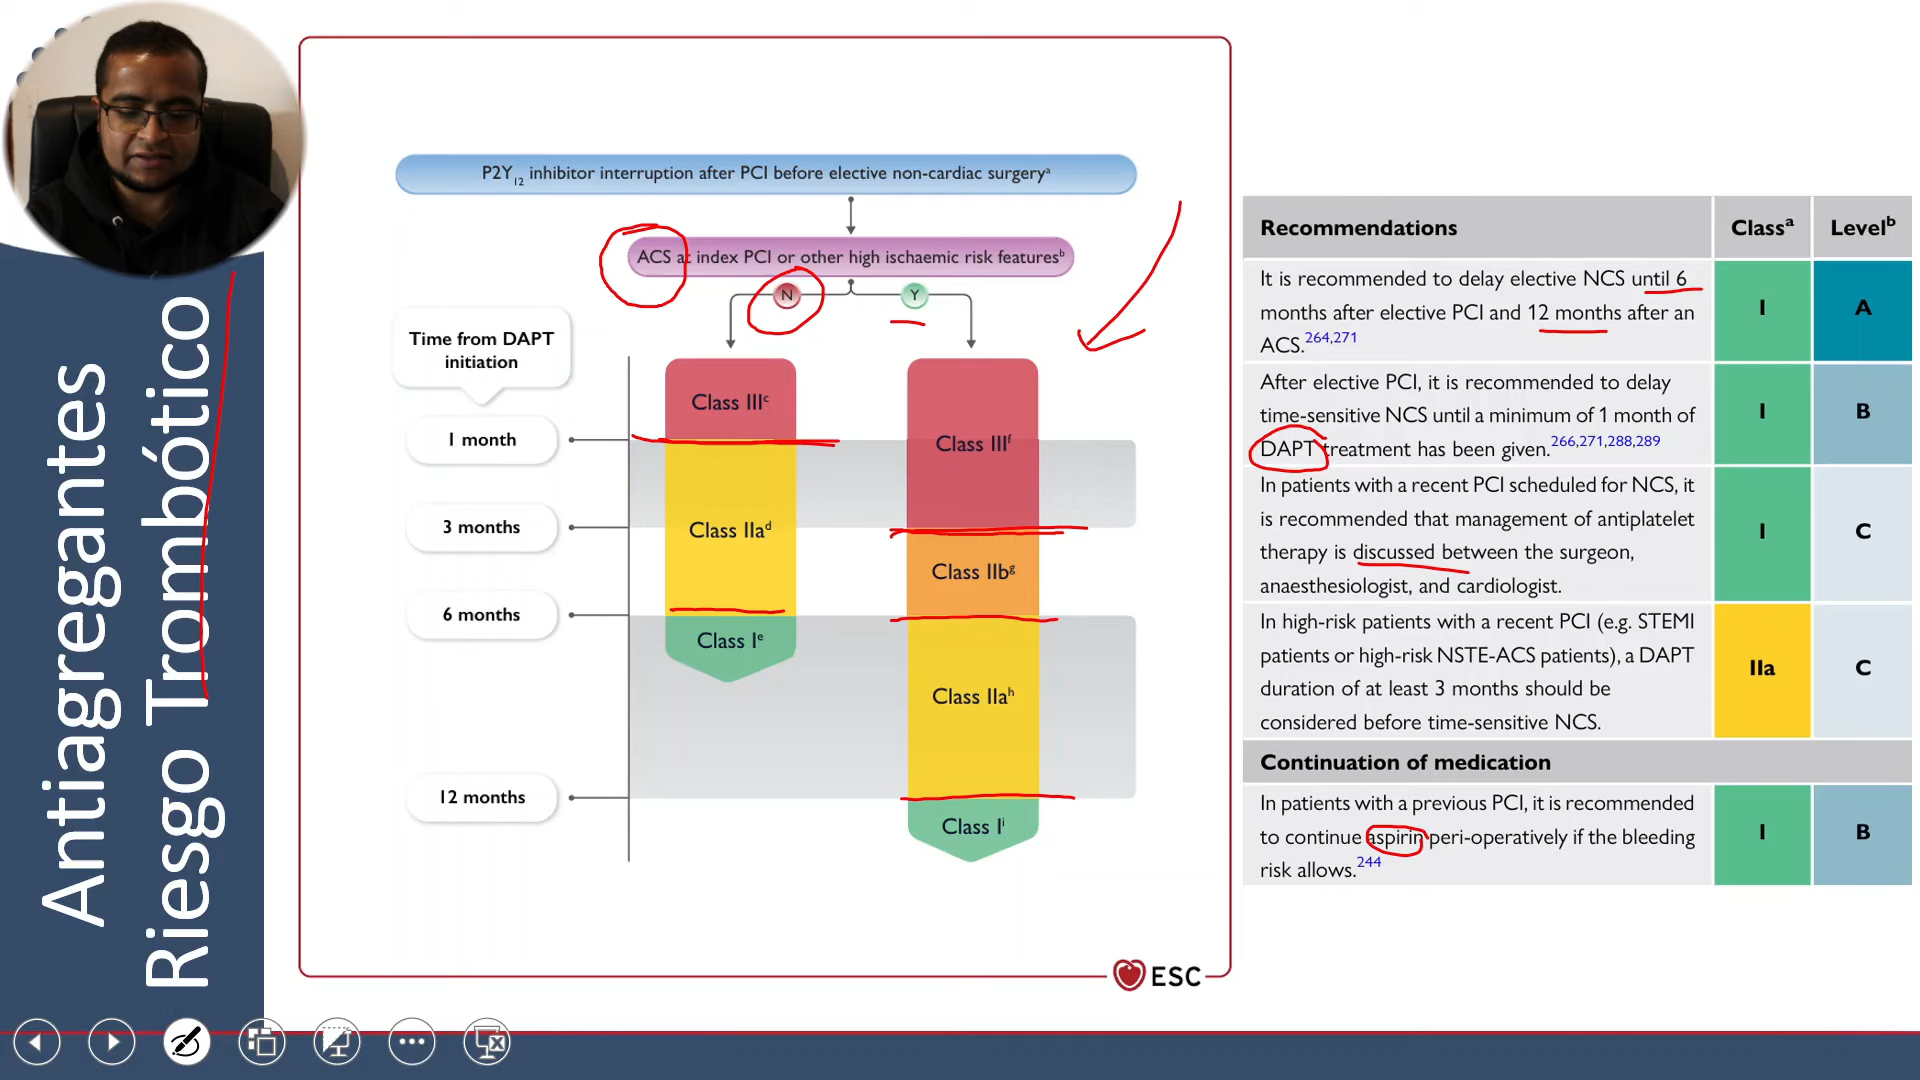 Antiagregantes
Riesgo Trombótico
P2Y12 inhibitor interruption after PCI before elective non-cardiac surgeryᵃ
ACS at index PCI or other high ischaemic risk featuresᵇ
N
Y
Time from DAPT
initiation
1 month
3 months
6 months
12 months
Class IIIᶜ
Class IIaᵈ
Class Iᵉ
Class IIIᶠ
Class IIbᵍ
Class IIaʰ
Class Iⁱ
ESC
Recommendations Classᵃ Levelᵇ
It is recommended to delay elective NCS until 6
months after elective PCI and 12 months after an
ACS.264,271
I A
After elective PCI, it is recommended to delay
time-sensitive NCS until a minimum of 1 month of
DAPT treatment has been given.266,271,288,289
I B
In patients with a recent PCI scheduled for NCS, it
is recommended that management of antiplatelet
therapy is discussed between the surgeon,
anaesthesiologist, and cardiologist.
I C
In high-risk patients with a recent PCI (e.g. STEMI
patients or high-risk NSTE-ACS patients), a DAPT
duration of at least 3 months should be
considered before time-sensitive NCS.
IIa C
Continuation of medication
In patients with a previous PCI, it is recommended
to continue aspirin peri-operatively if the bleeding
risk allows.244
I B